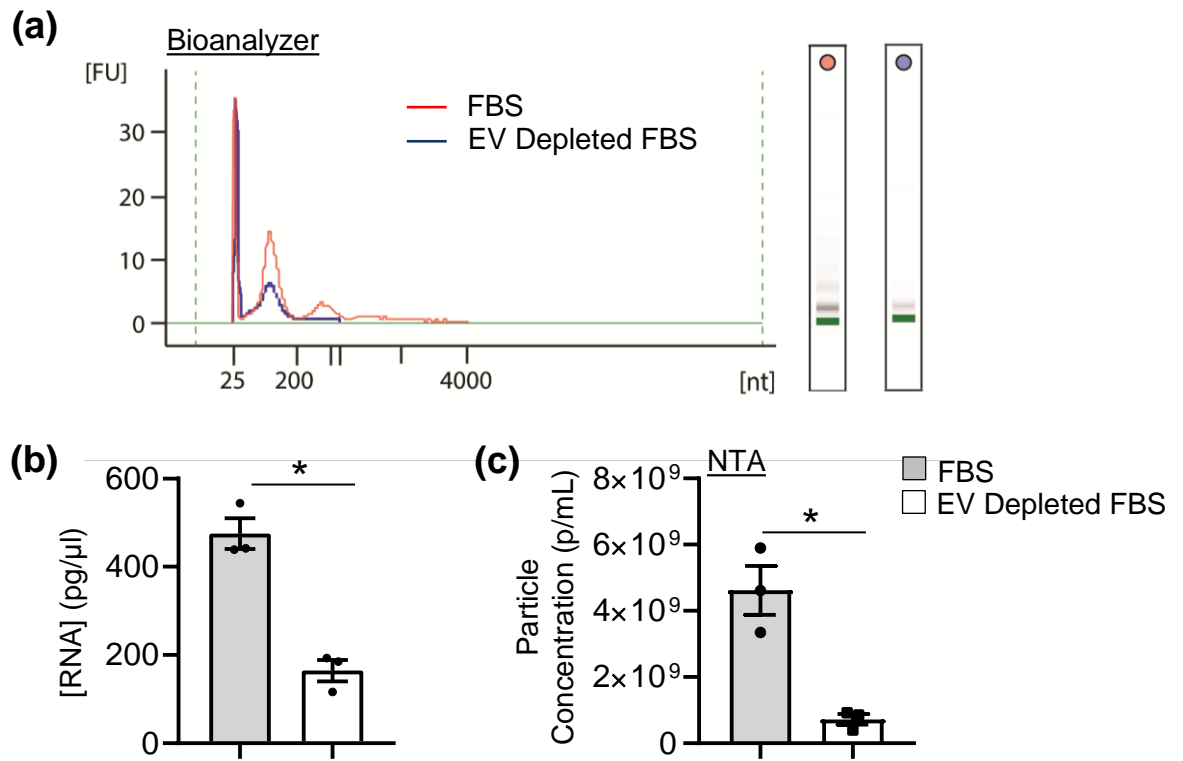 (a)
Bioanalyzer
[FU]
FBS
EV Depleted FBS
30
20
10
0
25 200 4000 [nt]
(b)
[RNA] (pg/µl)
600
400
200
0
*
(c)
NTA
Particle
Concentration (p/mL)
8×10⁹
6×10⁹
4×10⁹
2×10⁹
0
*
FBS
EV Depleted FBS